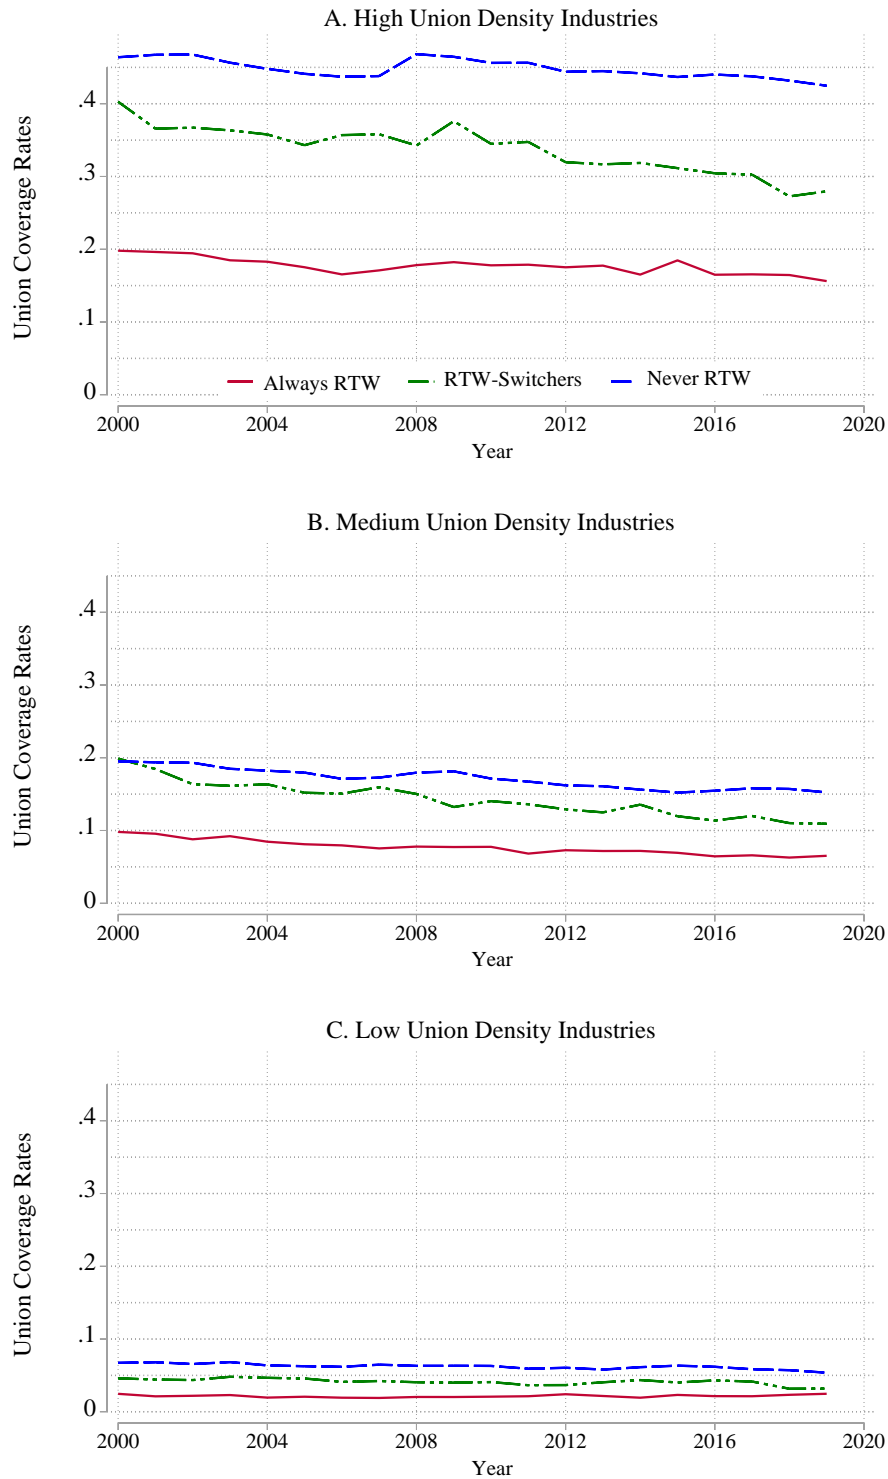 A. High Union Density Industries
Union Coverage Rates
.4
.3
.2
.1
0
Always RTW RTW-Switchers Never RTW
2000 2004 2008 2012 2016 2020
Year
B. Medium Union Density Industries
Union Coverage Rates
.4
.3
.2
.1
0
2000 2004 2008 2012 2016 2020
Year
C. Low Union Density Industries
Union Coverage Rates
.4
.3
.2
.1
0
2000 2004 2008 2012 2016 2020
Year